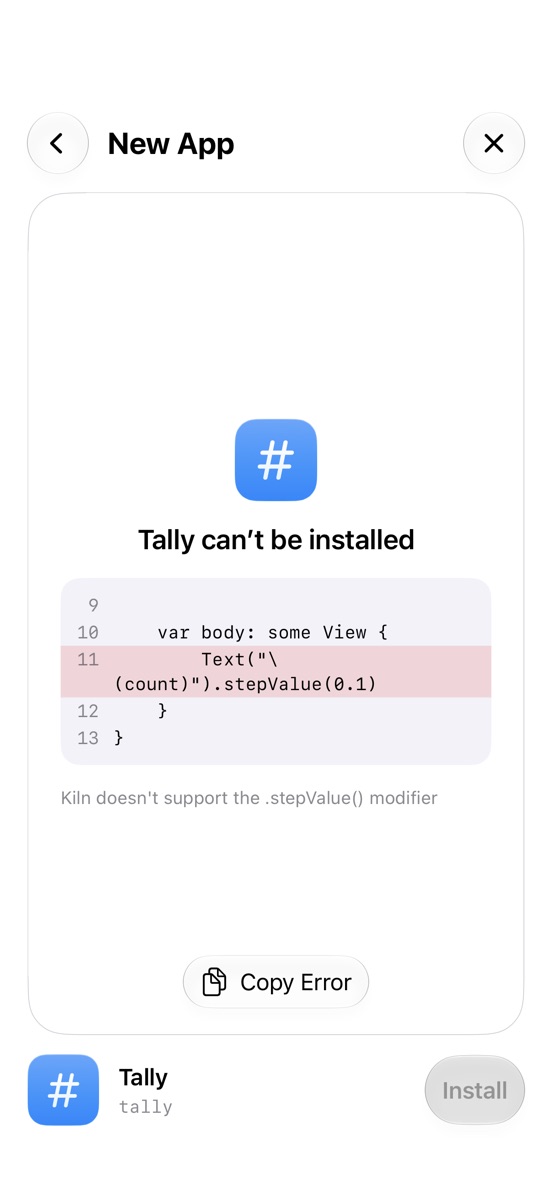 New App
#
Tally can’t be installed
9
10     var body: some View {
11         Text("\
(count)").stepValue(0.1)
12     }
13 }
Kiln doesn't support the .stepValue() modifier
Copy Error
#
Tally
tally
Install